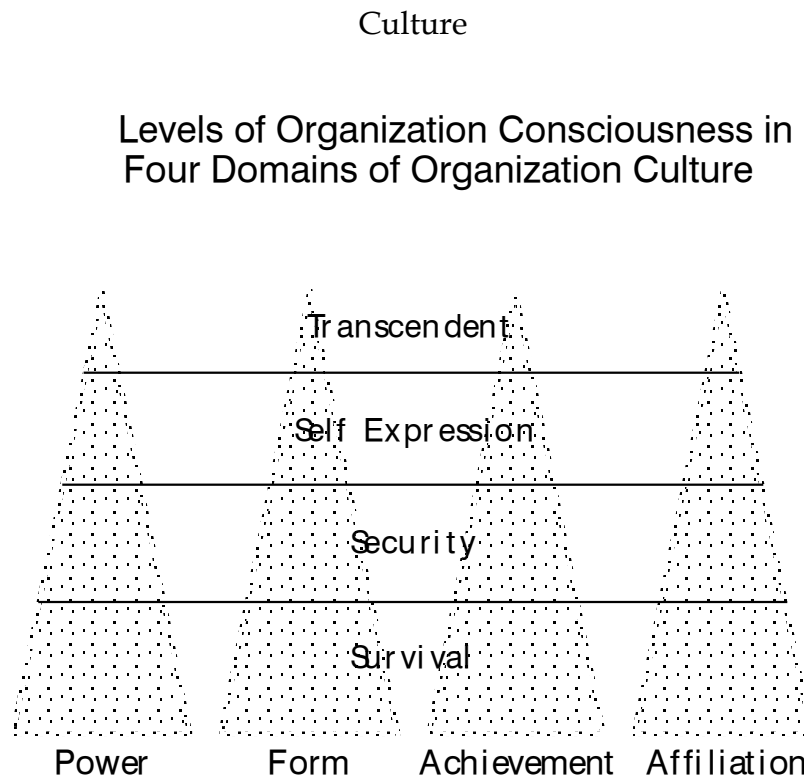 Culture
Levels of Organization Consciousness in
Four Domains of Organization Culture
Transcendent
Self Expression
Security
Survival
Power Form Achievement Affiliation